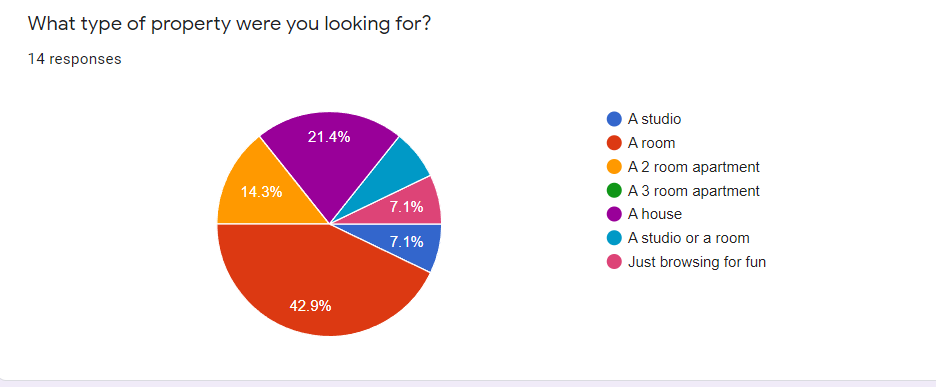 What type of property were you looking for?
14 responses
21.4%
14.3%
7.1%
7.1%
42.9%
A studio
A room
A 2 room apartment
A 3 room apartment
A house
A studio or a room
Just browsing for fun